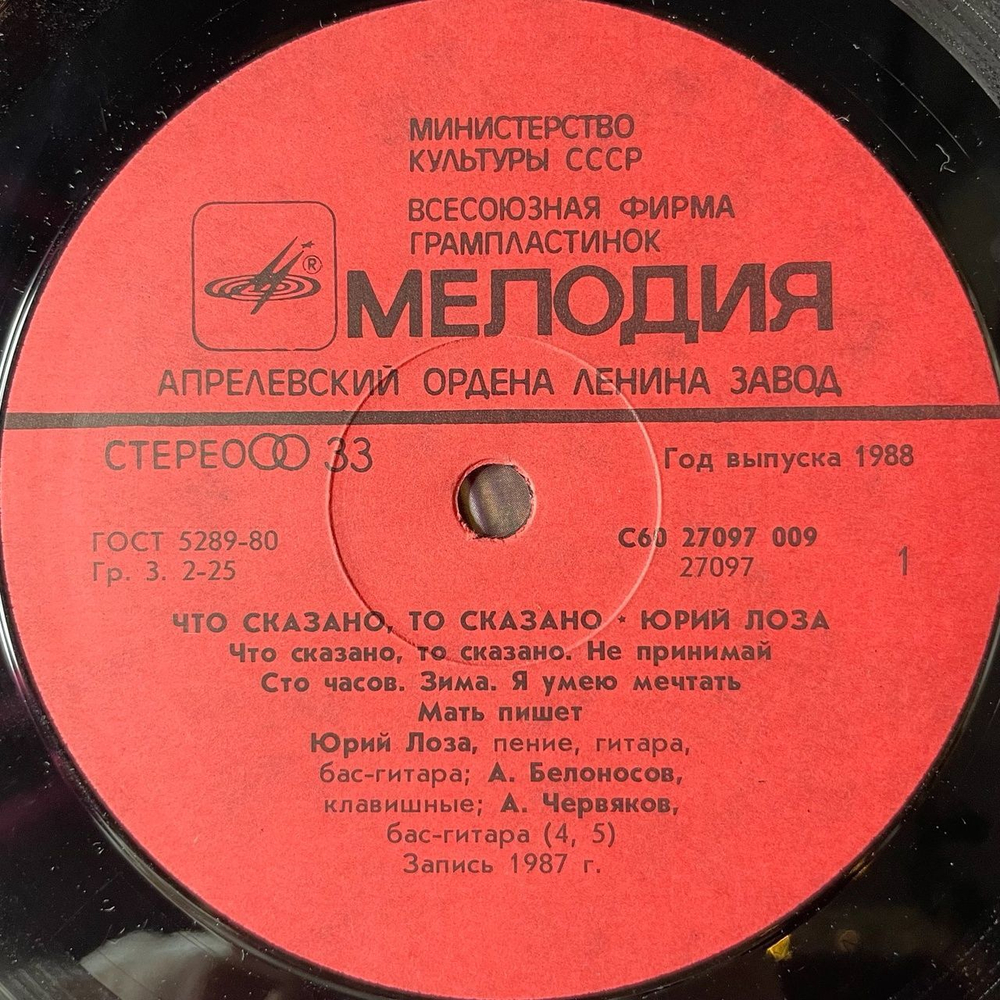 МИНИСТЕРСТВО
КУЛЬТУРЫ СССР
ВСЕСОЮЗНАЯ ФИРМА
ГРАМПЛАСТИНОК
®
МЕЛОДИЯ
АПРЕЛЕВСКИЙ ОРДЕНА ЛЕНИНА ЗАВОД
СТЕРЕО 33
Год выпуска 1988
ГОСТ 5289-80
Гр. 3. 2-25
С60 27097 009
27097
1
ЧТО СКАЗАНО, ТО СКАЗАНО * ЮРИЙ ЛОЗА
Что сказано, то сказано. Не принимай
Сто часов. Зима. Я умею мечтать
Мать пишет
Юрий Лоза, пение, гитара,
бас-гитара; А. Белоносов,
клавишные; А. Червяков,
бас-гитара (4, 5)
Запись 1987 г.